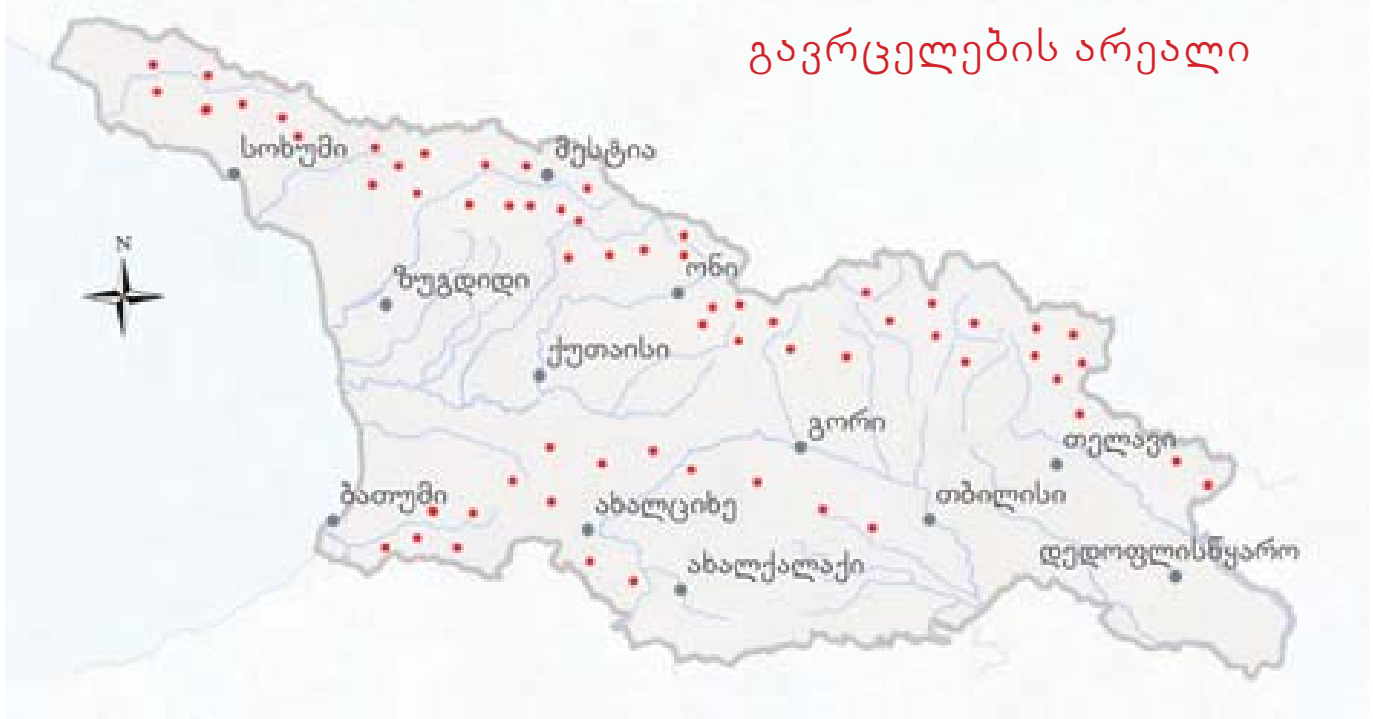 გავრცელების არეალი
სოხუმი
მესტია
N
ზუგდიდი
ონი
ქუთაისი
გორი
თელავი
ბათუმი
ახალციხე
თბილისი
ახალქალაქი
დედოფლისწყარო